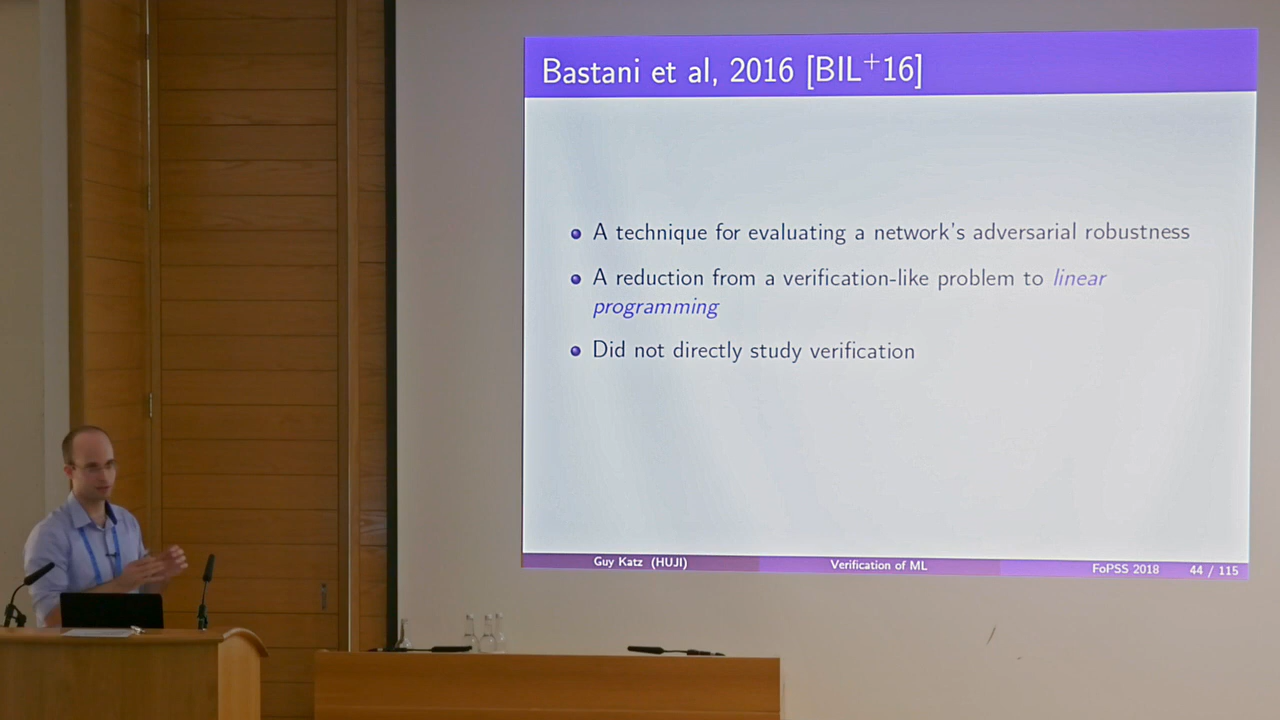 Bastani et al, 2016 [BIL+16]
A technique for evaluating a network's adversarial robustness
A reduction from a verification-like problem to linear
programming
Did not directly study verification
Guy Katz (HUJI) Verification of ML FoPSS 2018 44 / 115